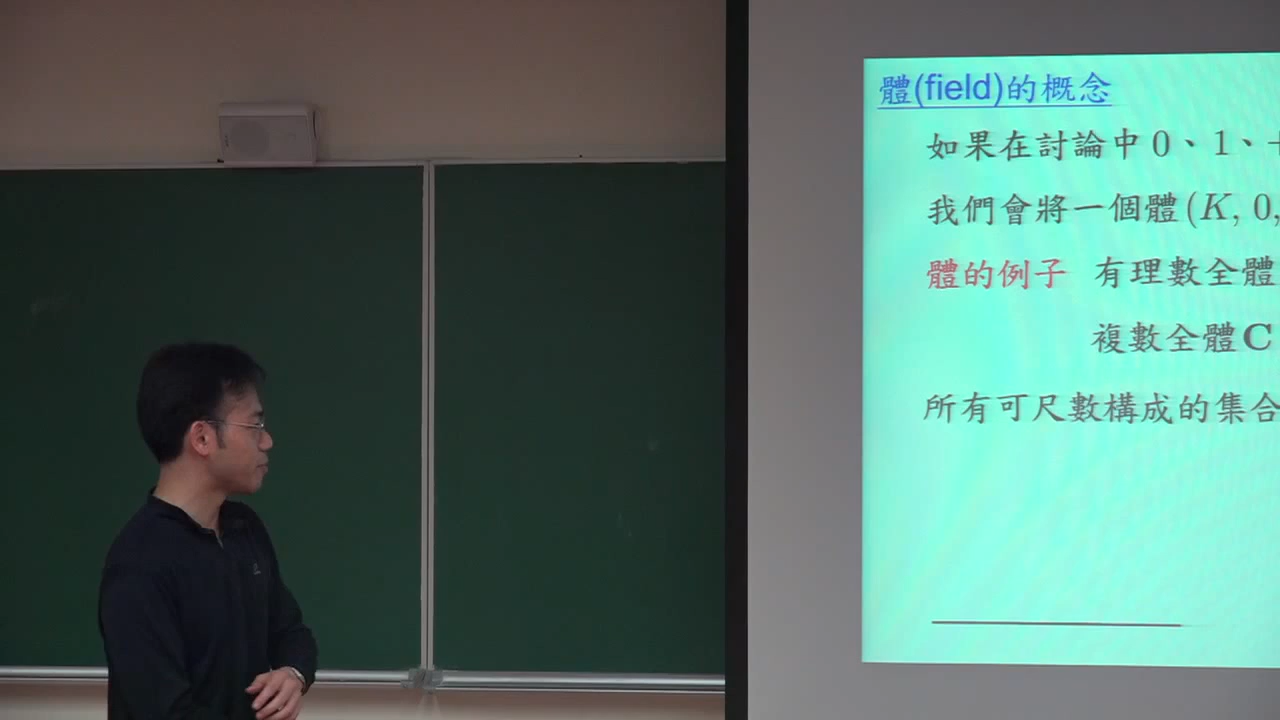 體(field)的概念
如果在討論中 0、1、+
我們會將一個體 (K, 0,
體的例子 有理數全體
複數全體 C
所有可尺數構成的集合